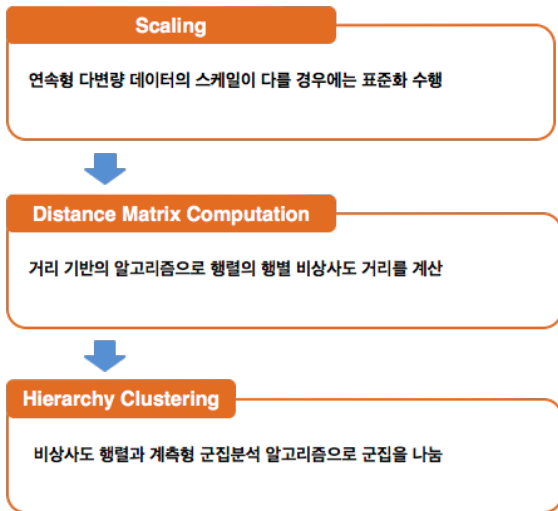 Scaling
연속형 다변량 데이터의 스케일이 다를 경우에는 표준화 수행
Distance Matrix Computation
거리 기반의 알고리즘으로 행렬의 행별 비상사도 거리를 계산
Hierarchy Clustering
비상사도 행렬과 계측형 군집분석 알고리즘으로 군집을 나눔